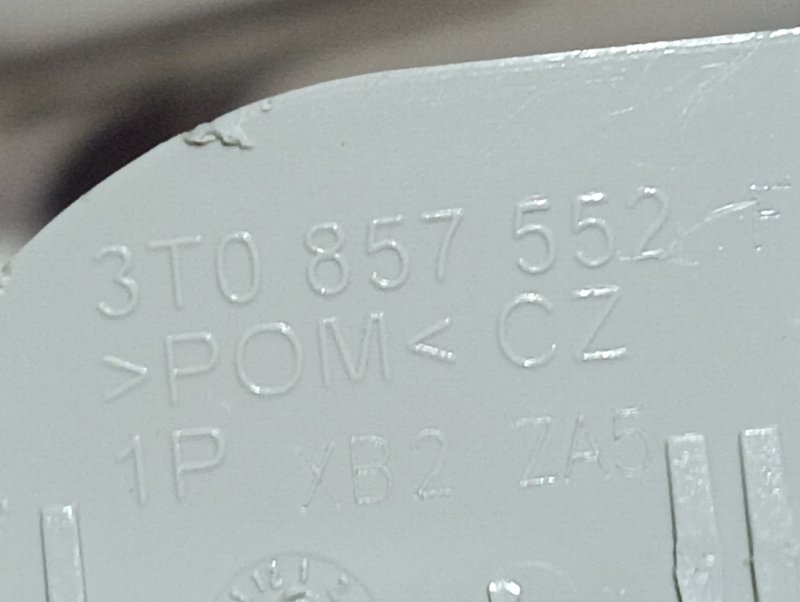 3T0 857 552
>POM< CZ
1P XB2 ZA5